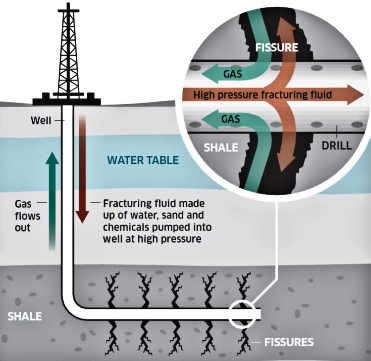 FISSURE
GAS
High pressure fracturing fluid
GAS
SHALE
DRILL
Well
WATER TABLE
Gas
flows
out
Fracturing fluid made
up of water, sand and
chemicals pumped into
well at high pressure
SHALE
FISSURES